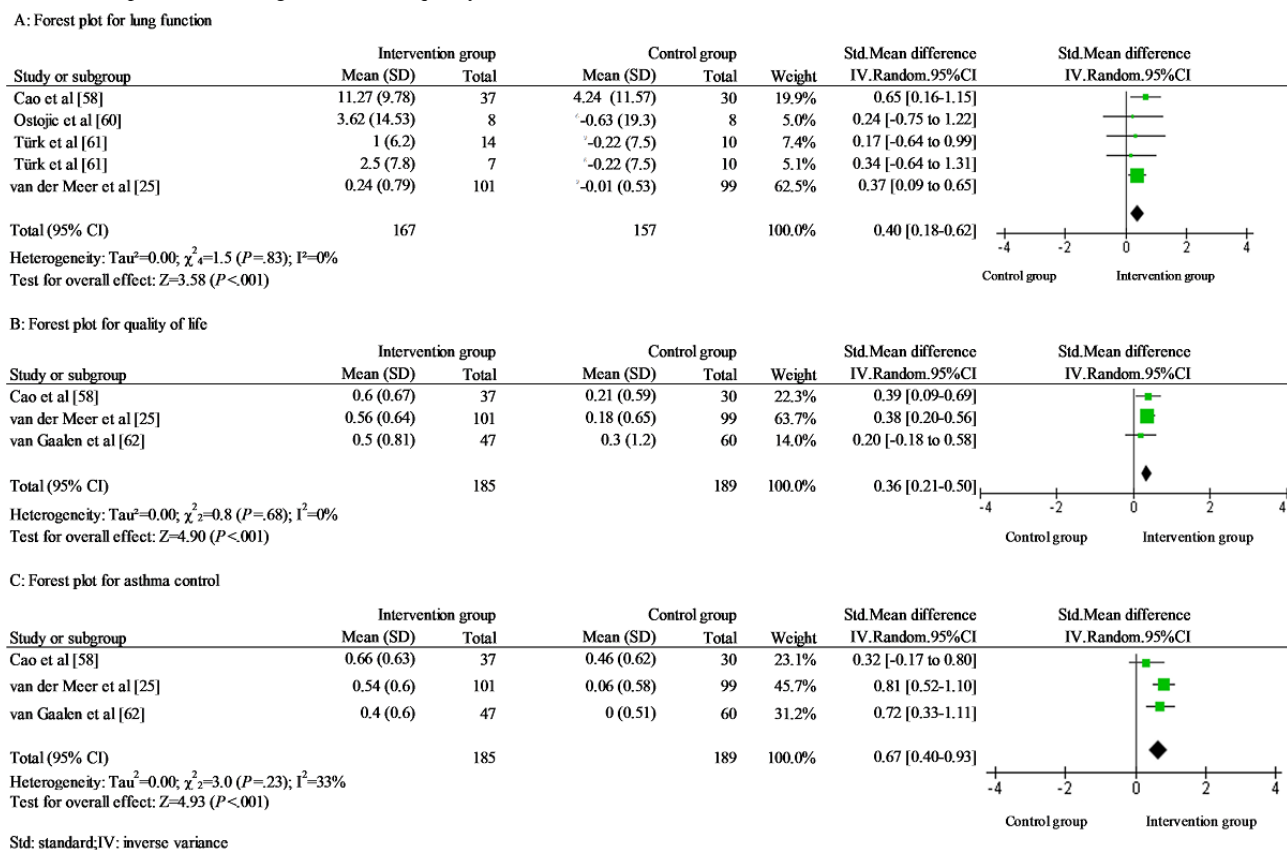 A: Forest plot for lung function
Intervention group Control group Std.Mean difference Std.Mean difference
Study or subgroup Mean (SD) Total Mean (SD) Total Weight IV.Random.95%CI IV.Random.95%CI
Cao et al [58] 11.27 (9.78) 37 4.24 (11.57) 30 19.9% 0.65 [0.16-1.15]
Ostojic et al [60] 3.62 (14.53) 8 -0.63 (19.3) 8 5.0% 0.24 [-0.75 to 1.22]
Türk et al [61] 1 (6.2) 14 -0.22 (7.5) 10 7.4% 0.17 [-0.64 to 0.99]
Türk et al [61] 2.5 (7.8) 7 -0.22 (7.5) 10 5.1% 0.34 [-0.64 to 1.31]
van der Meer et al [25] 0.24 (0.79) 101 -0.01 (0.53) 99 62.5% 0.37 [0.09 to 0.65]
Total (95% CI) 167 157 100.0% 0.40 [0.18-0.62]
-4 -2 0 2 4
Heterogeneity: Tau²=0.00; χ²₄=1.5 (P=.83); I²=0%
Control group Intervention group
Test for overall effect: Z=3.58 (P<.001)
B: Forest plot for quality of life
Intervention group Control group Std.Mean difference Std.Mean difference
Study or subgroup Mean (SD) Total Mean (SD) Total Weight IV.Random.95%CI IV.Random.95%CI
Cao et al [58] 0.6 (0.67) 37 0.21 (0.59) 30 22.3% 0.39 [0.09-0.69]
van der Meer et al [25] 0.56 (0.64) 101 0.18 (0.65) 99 63.7% 0.38 [0.20-0.56]
van Gaalen et al [62] 0.5 (0.81) 47 0.3 (1.2) 60 14.0% 0.20 [-0.18 to 0.58]
Total (95% CI) 185 189 100.0% 0.36 [0.21-0.50]
-4 -2 0 2 4
Heterogeneity: Tau²=0.00; χ²₂=0.8 (P=.68); I²=0%
Test for overall effect: Z=4.90 (P<.001)
Control group Intervention group
C: Forest plot for asthma control
Intervention group Control group Std.Mean difference Std.Mean difference
Study or subgroup Mean (SD) Total Mean (SD) Total Weight IV.Random.95%CI IV.Random.95%CI
Cao et al [58] 0.66 (0.63) 37 0.46 (0.62) 30 23.1% 0.32 [-0.17 to 0.80]
van der Meer et al [25] 0.54 (0.6) 101 0.06 (0.58) 99 45.7% 0.81 [0.52-1.10]
van Gaalen et al [62] 0.4 (0.6) 47 0 (0.51) 60 31.2% 0.72 [0.33-1.11]
Total (95% CI) 185 189 100.0% 0.67 [0.40-0.93]
Heterogeneity: Tau²=0.00; χ²₂=3.0 (P=.23); I²=33%
-4 -2 0 2 4
Test for overall effect: Z=4.93 (P<.001)
Control group Intervention group
Std: standard;IV: inverse variance